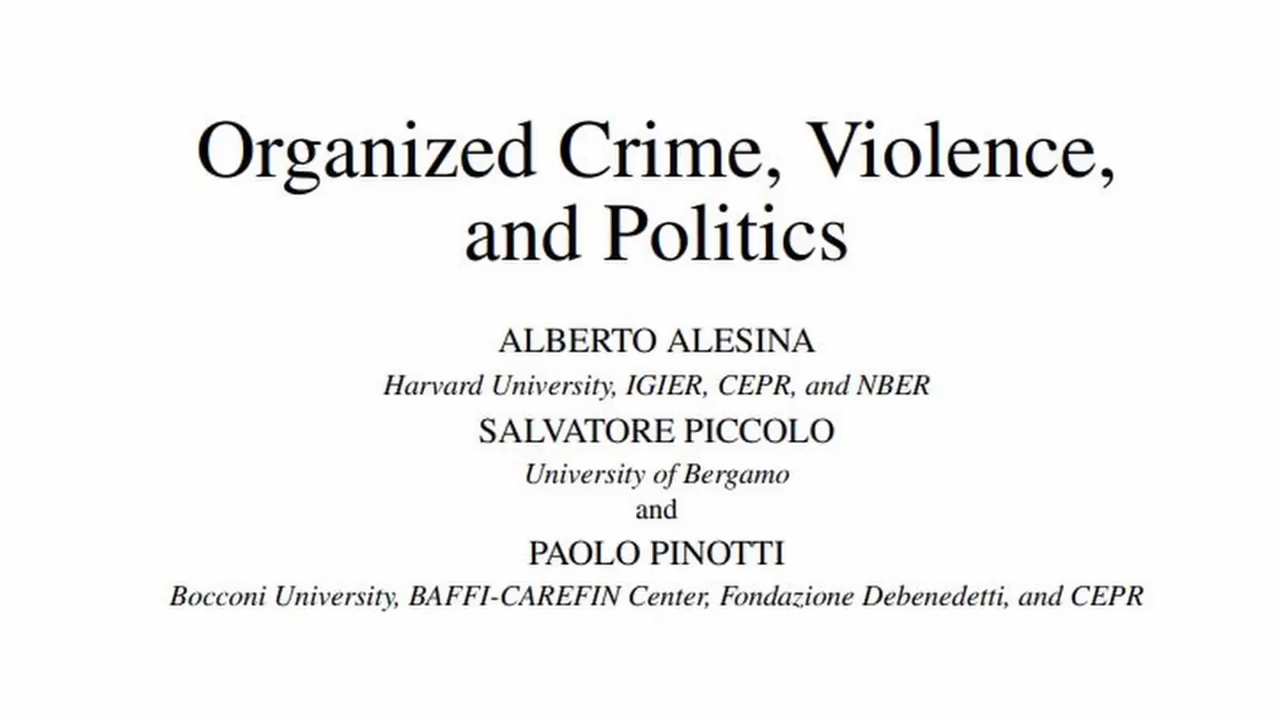 Organized Crime, Violence,
and Politics
ALBERTO ALESINA
Harvard University, IGIER, CEPR, and NBER
SALVATORE PICCOLO
University of Bergamo
and
PAOLO PINOTTI
Bocconi University, BAFFI-CAREFIN Center, Fondazione Debenedetti, and CEPR